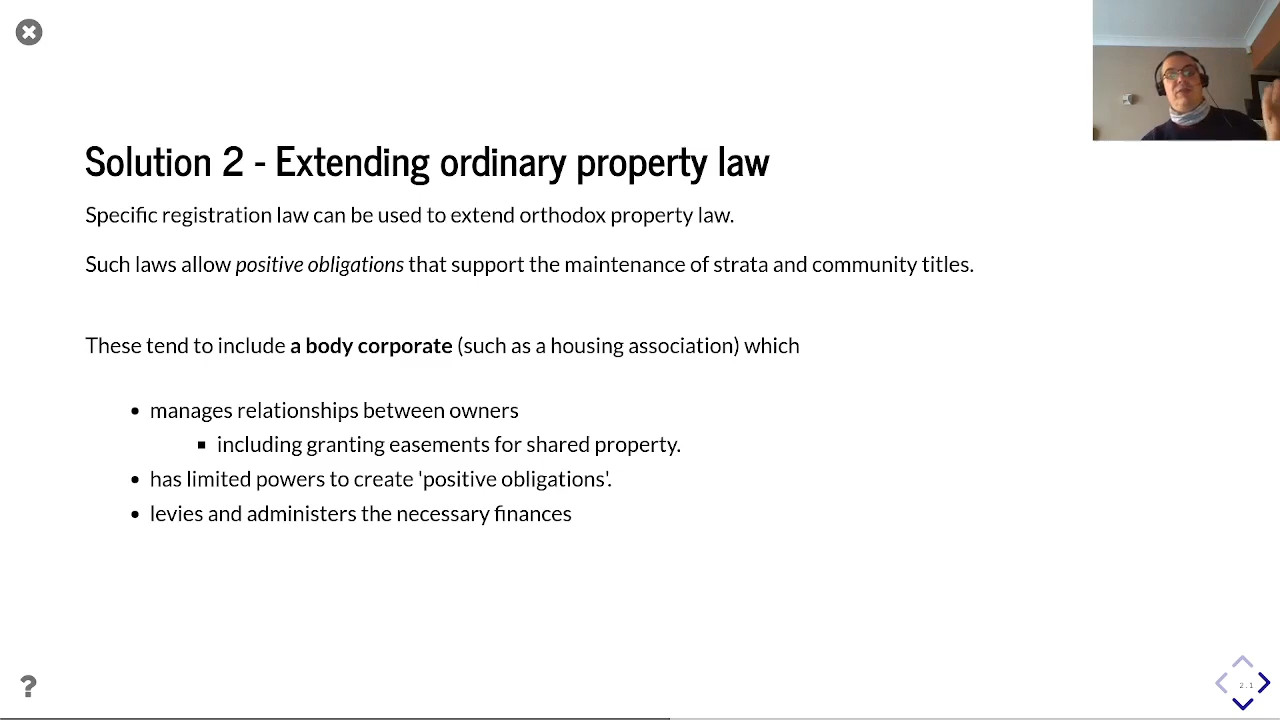 Solution 2 - Extending ordinary property law
Specific registration law can be used to extend orthodox property law.
Such laws allow positive obligations that support the maintenance of strata and community titles.
These tend to include a body corporate (such as a housing association) which
• manages relationships between owners
▪ including granting easements for shared property.
• has limited powers to create 'positive obligations'.
• levies and administers the necessary finances
?
2.1